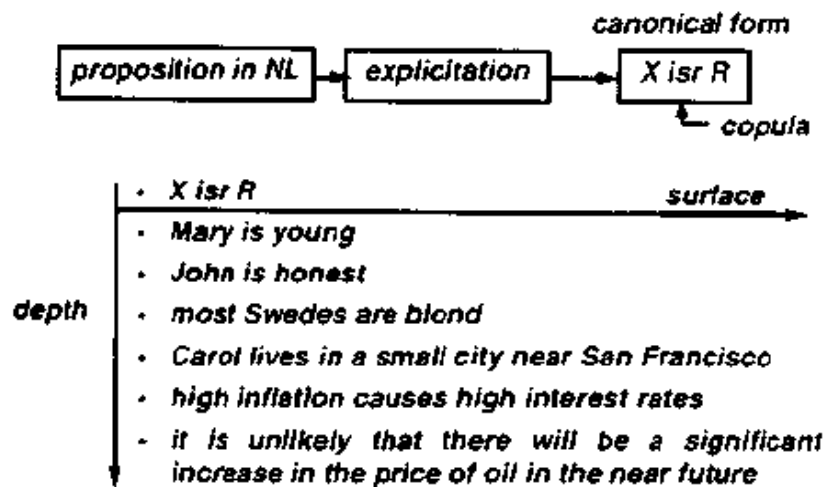 canonical form
proposition in NL
explicitation
X isr R
copula
• X isr R
surface
• Mary is young
• John is honest
depth
• most Swedes are blond
• Carol lives in a small city near San Francisco
• high inflation causes high interest rates
• it is unlikely that there will be a significant
increase in the price of oil in the near future